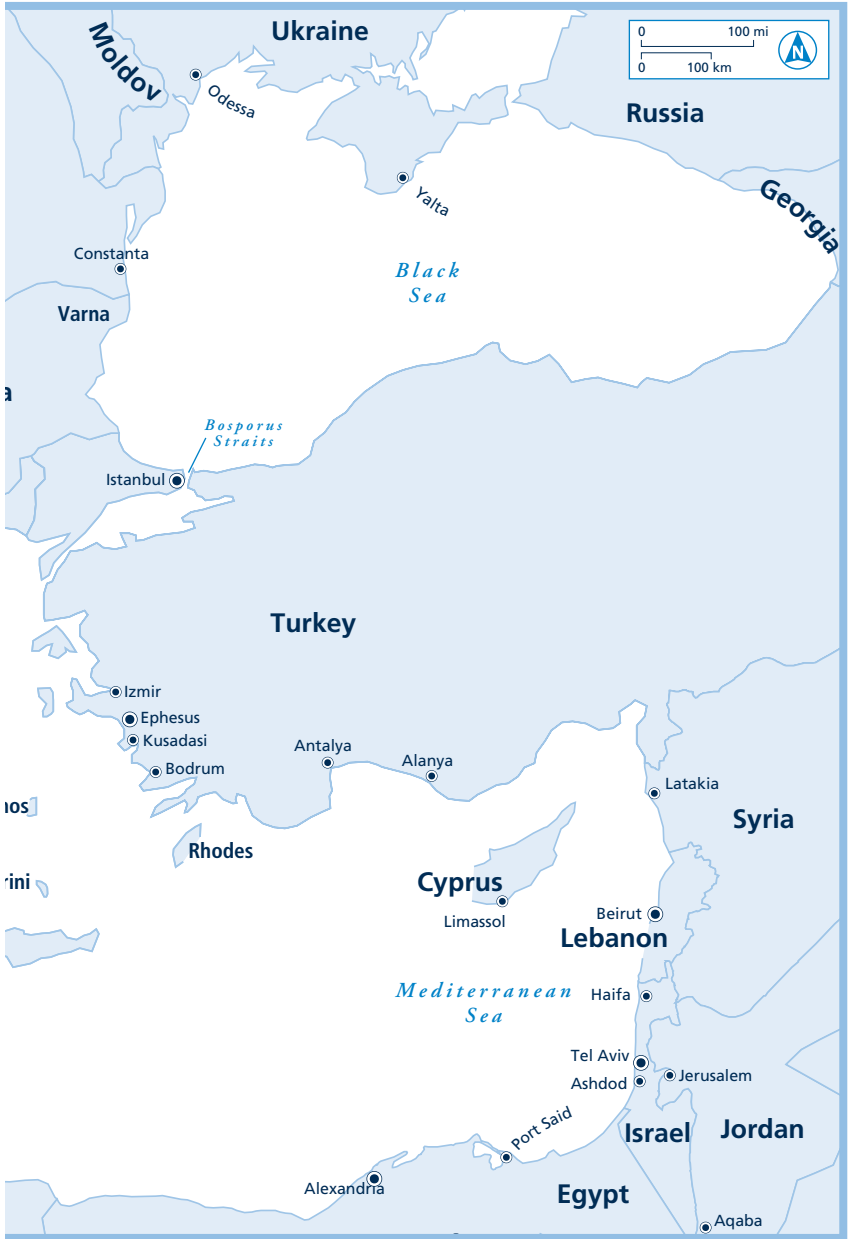 Ukraine
0 100 mi
0 100 km
N
Moldov
Odessa
Russia
Georgia
Yalta
Constanta
Black
Sea
Varna
a
Bosporus
Straits
Istanbul
Turkey
Izmir
Ephesus
Kusadasi
Bodrum
Antalya
Alanya
Latakia
nos
Syria
Rhodes
rini
Cyprus
Limassol
Beirut
Lebanon
Mediterranean
Sea
Haifa
Tel Aviv
Ashdod
Jerusalem
Port Said
Israel
Jordan
Alexandria
Egypt
Aqaba